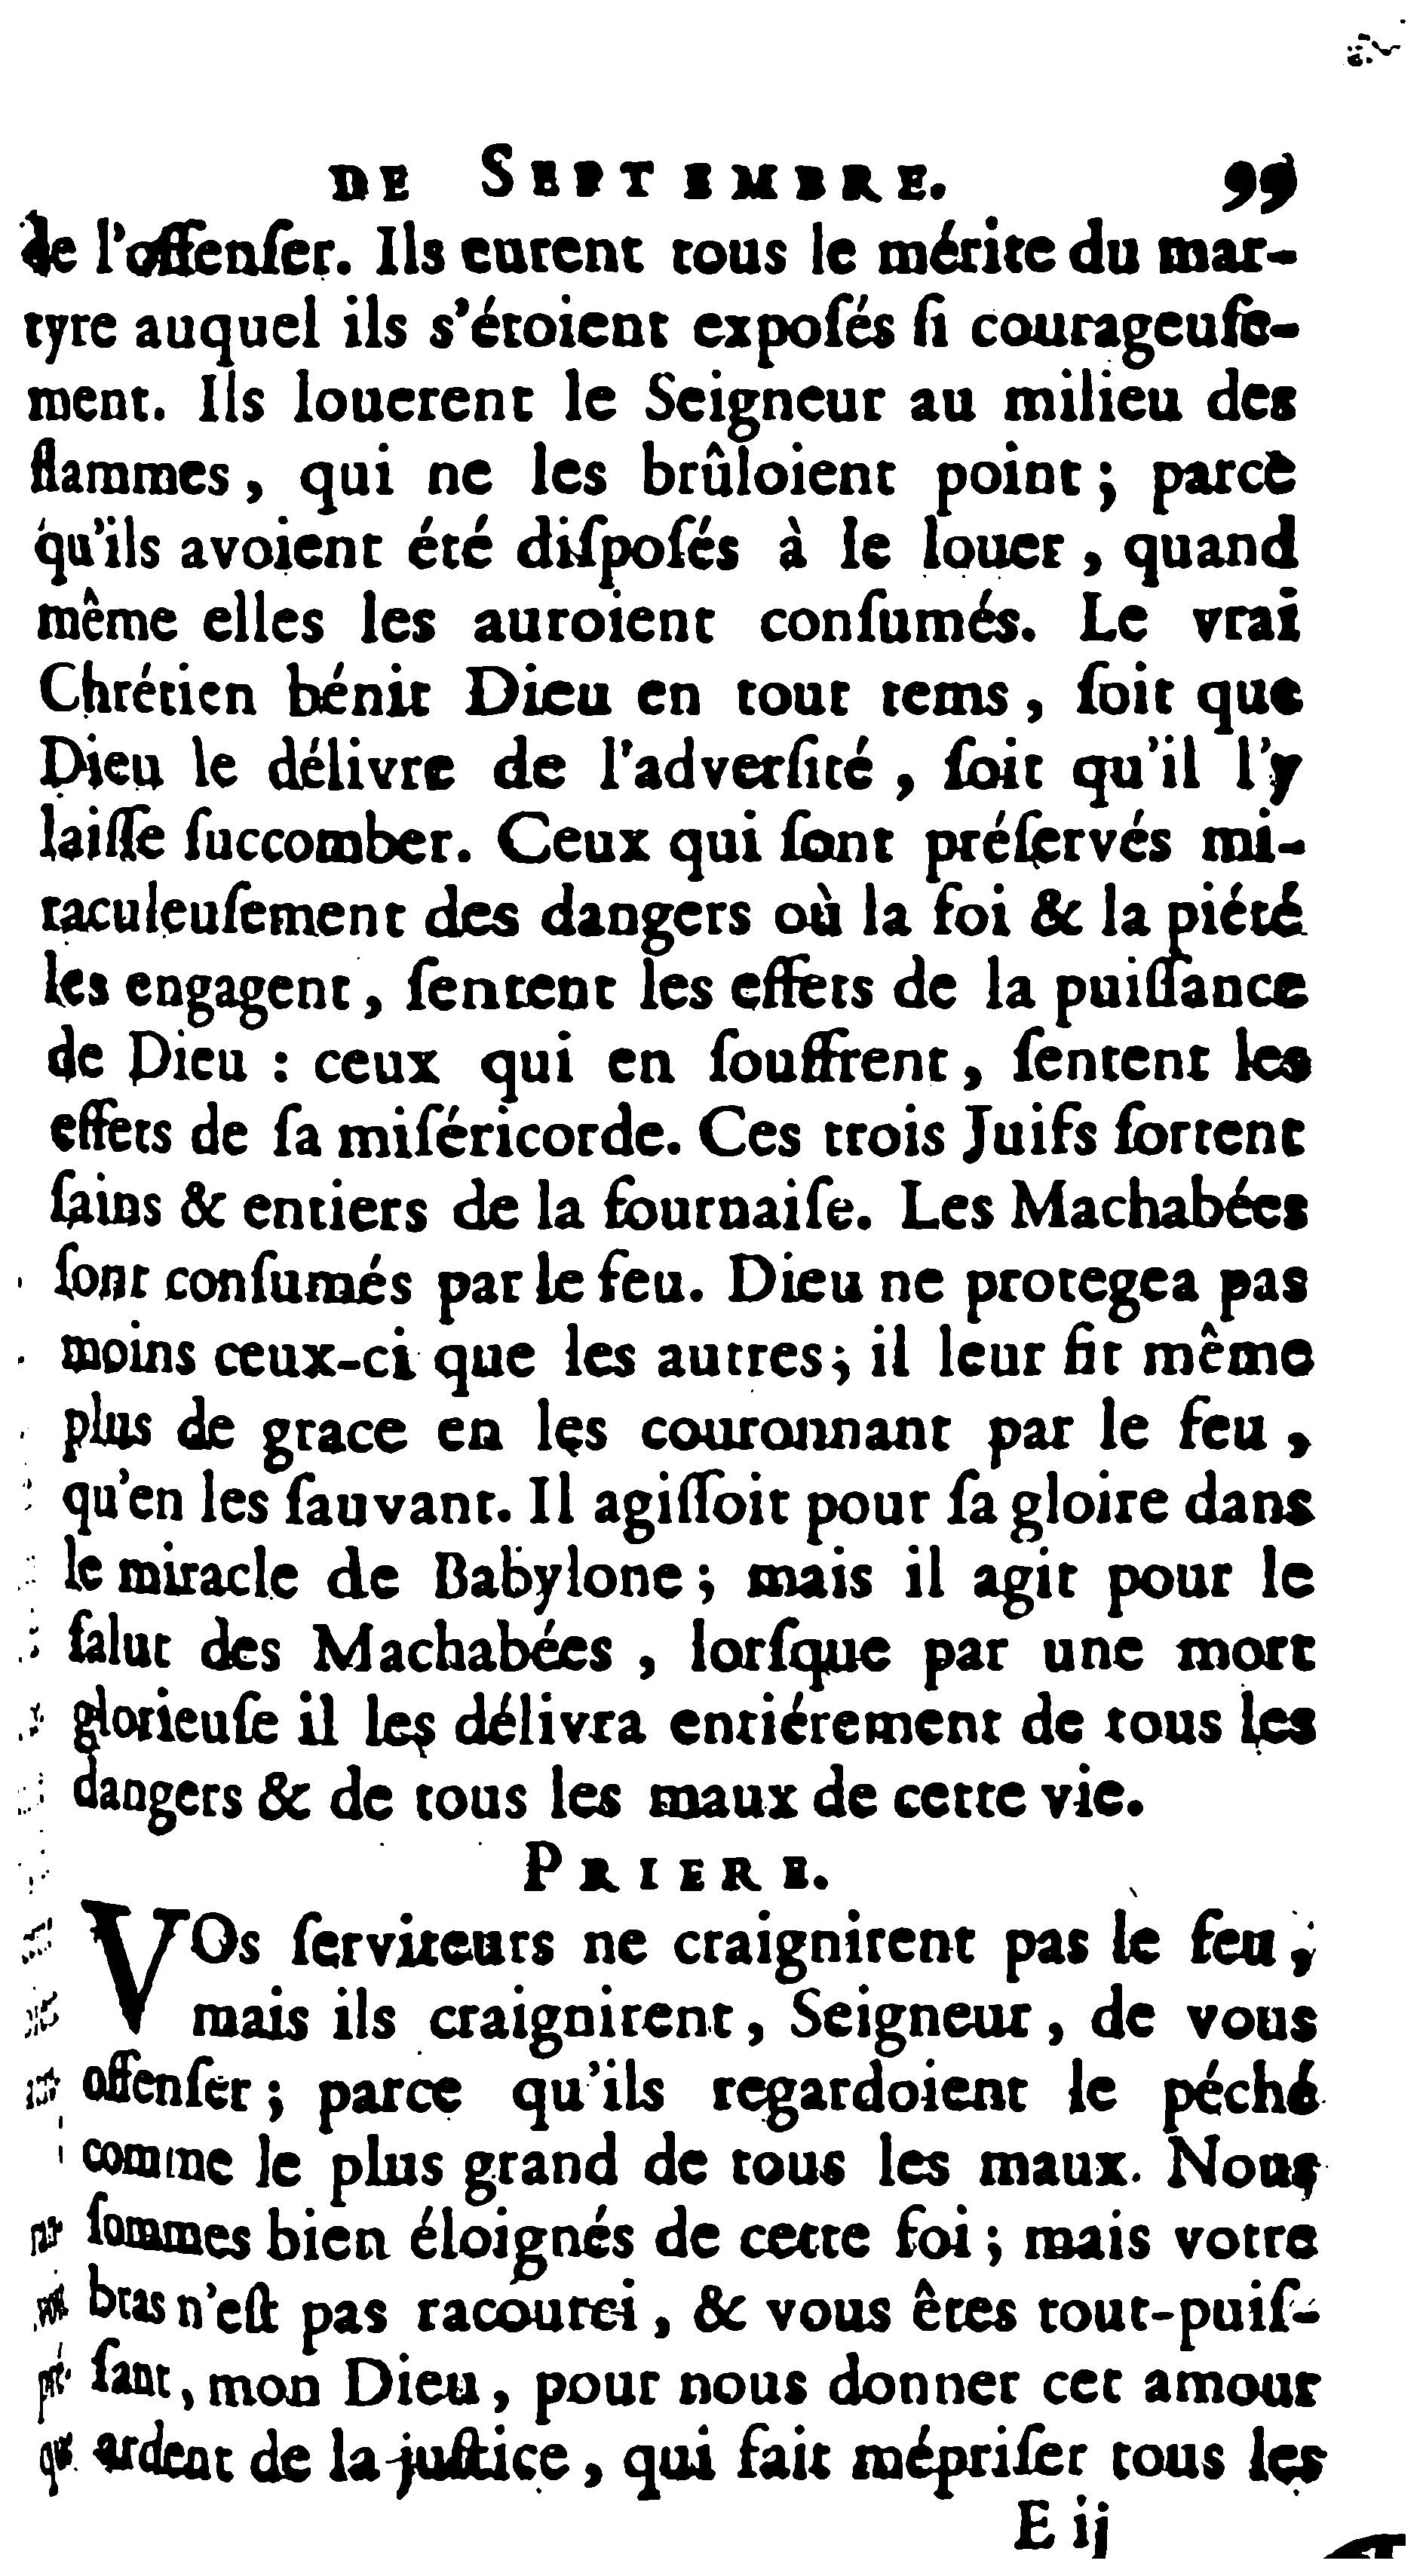 DE SEPTEMBRE. 99
de l'offenſer. Ils eurent tous le mérite du mar-
tyre auquel ils s'étoient expoſés ſi courageuſe-
ment. Ils louerent le Seigneur au milieu des
flammes, qui ne les brûloient point; parce
qu'ils avoient été diſpoſés à le louer, quand
même elles les auroient conſumés. Le vrai
Chrétien bénit Dieu en tout tems, ſoit que
Dieu le délivre de l'adverſité, ſoit qu'il l'y
laiſſe ſuccomber. Ceux qui ſont préſervés mi-
raculeuſement des dangers où la foi & la piété
les engagent, ſentent les effets de la puiſſance
de Dieu : ceux qui en ſouffrent, ſentent les
effets de ſa miſéricorde. Ces trois Juifs ſortent
ſains & entiers de la fournaiſe. Les Machabées
ſont conſumés par le feu. Dieu ne protegea pas
moins ceux-ci que les autres; il leur fit même
plus de grace en les couronnant par le feu,
qu'en les ſauvant. Il agiſſoit pour ſa gloire dans
le miracle de Babylone; mais il agit pour le
ſalut des Machabées, lorſque par une mort
glorieuſe il les délivra entiérement de tous les
dangers & de tous les maux de cette vie.
PRIERE.
VOs ſerviteurs ne craignirent pas le feu,
mais ils craignirent, Seigneur, de vous
offenſer; parce qu'ils regardoient le péché
comme le plus grand de tous les maux. Nous
ſommes bien éloignés de cette foi; mais votre
bras n'eſt pas racourci, & vous êtes tout-puiſ-
ſant, mon Dieu, pour nous donner cet amour
ardent de la juſtice, qui fait mépriſer tous les
E ij